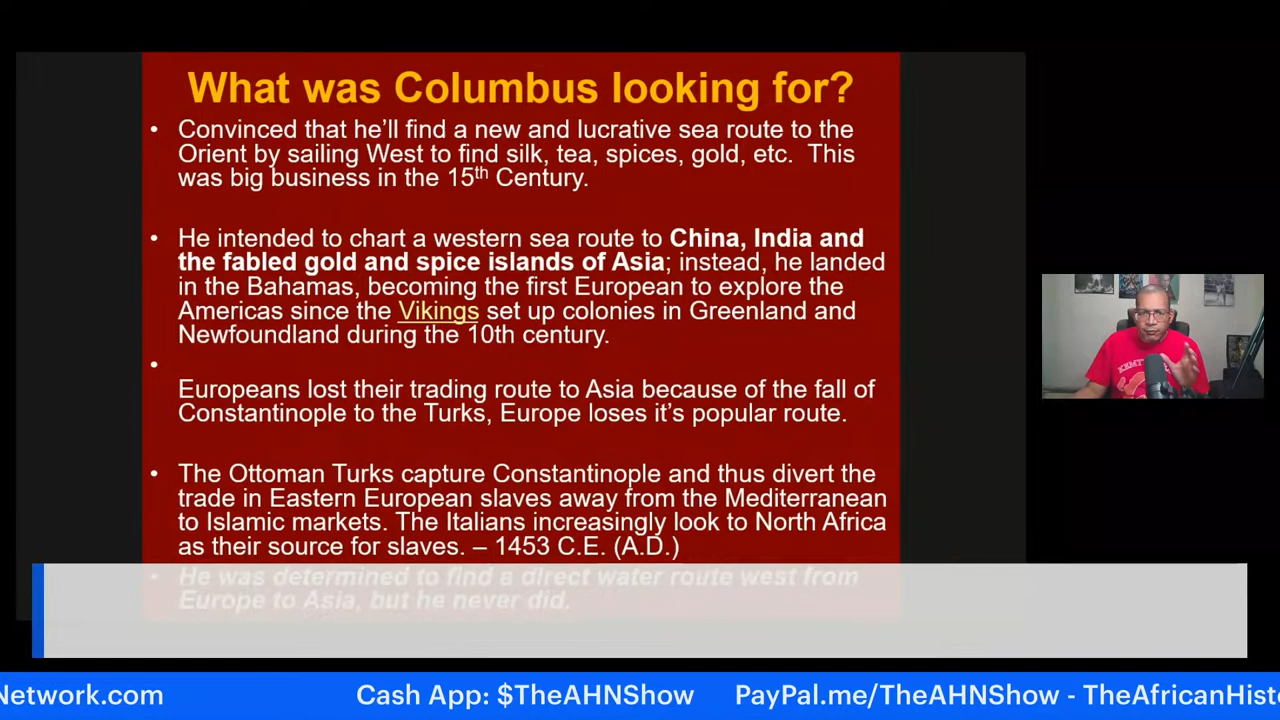 What was Columbus looking for?
• Convinced that he'll find a new and lucrative sea route to the
Orient by sailing West to find silk, tea, spices, gold, etc.  This
was big business in the 15th Century.
• He intended to chart a western sea route to China, India and
the fabled gold and spice islands of Asia; instead, he landed
in the Bahamas, becoming the first European to explore the
Americas since the Vikings set up colonies in Greenland and
Newfoundland during the 10th century.
•
Europeans lost their trading route to Asia because of the fall of
Constantinople to the Turks, Europe loses it's popular route.
• The Ottoman Turks capture Constantinople and thus divert the
trade in Eastern European slaves away from the Mediterranean
to Islamic markets. The Italians increasingly look to North Africa
as their source for slaves. – 1453 C.E. (A.D.)
• He was determined to find a direct water route west from
Europe to Asia, but he never did.
Network.com Cash App: $TheAHNShow PayPal.me/TheAHNShow - TheAfricanHist